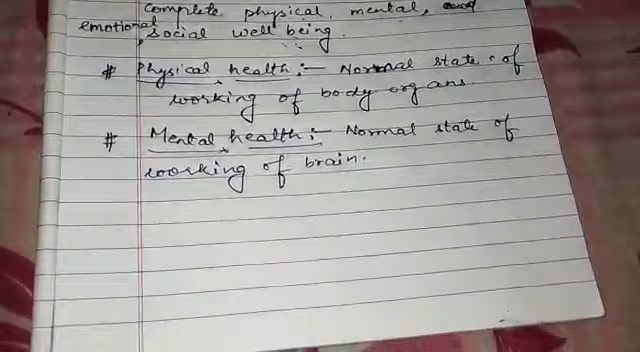 complete, physical, mental, and
emotional, social well being.
# Physical health:- Normal state of
working of body organs
# Mental health:- Normal state of
working of brain.